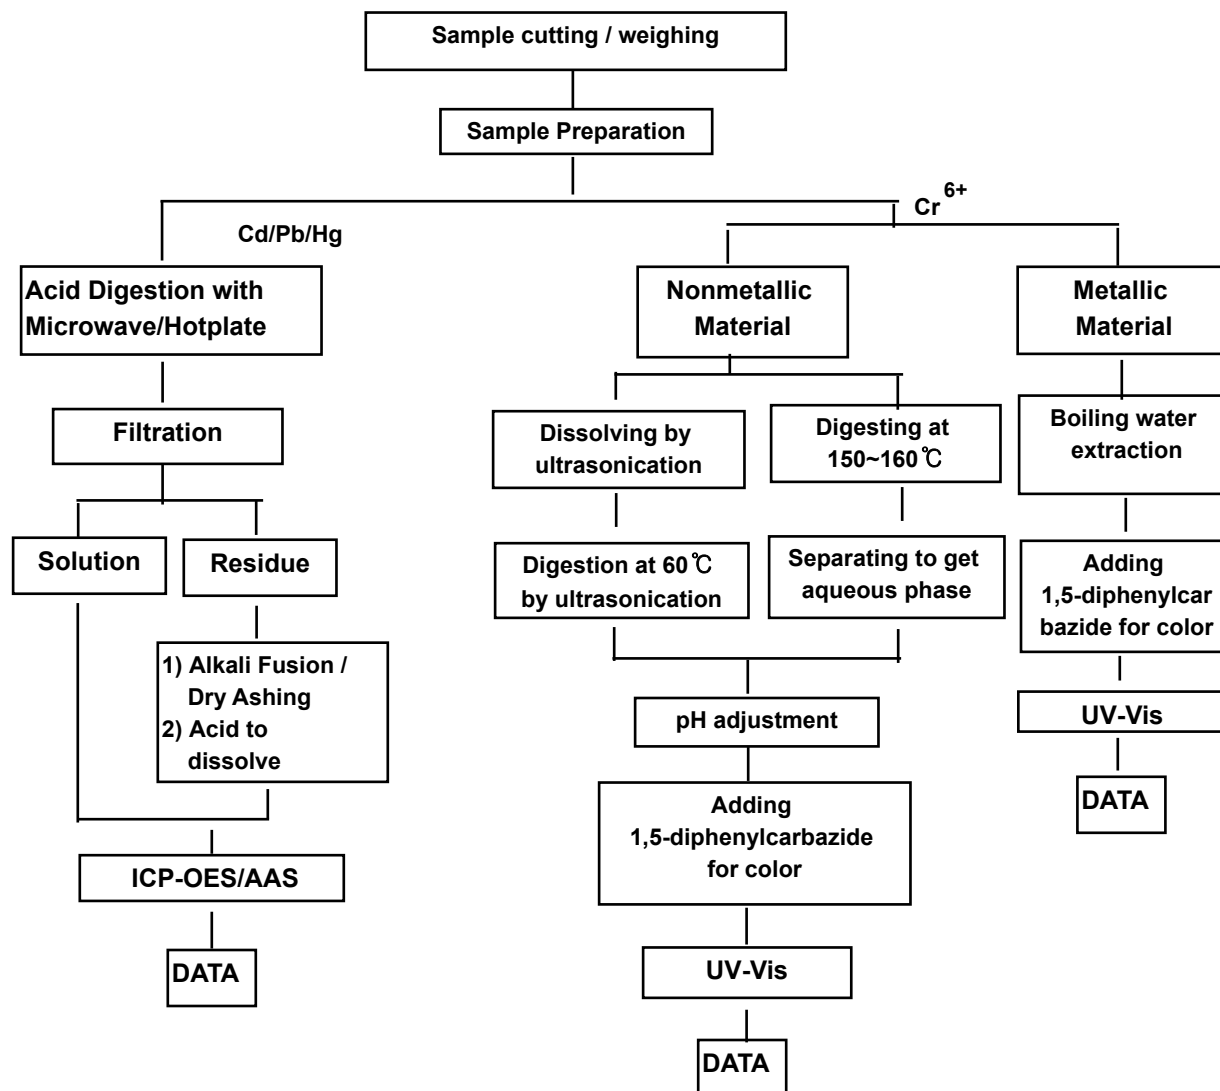 Sample cutting / weighing
Sample Preparation
Cd/Pb/Hg
Cr6+
Acid Digestion with
Microwave/Hotplate
Nonmetallic
Material
Metallic
Material
Filtration
Dissolving by
ultrasonication
Digesting at
150~160℃
Boiling water
extraction
Solution
Residue
Digestion at 60℃
by ultrasonication
Separating to get
aqueous phase
Adding
1,5-diphenylcar
bazide for color
1) Alkali Fusion /
Dry Ashing
2) Acid to
dissolve
pH adjustment
UV-Vis
Adding
1,5-diphenylcarbazide
for color
DATA
ICP-OES/AAS
DATA
UV-Vis
DATA